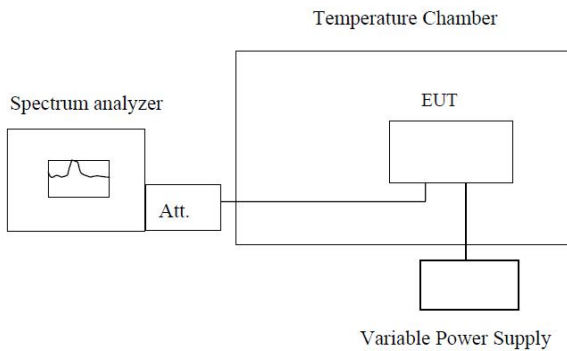 Temperature Chamber
Spectrum analyzer
EUT
Att.
Variable Power Supply